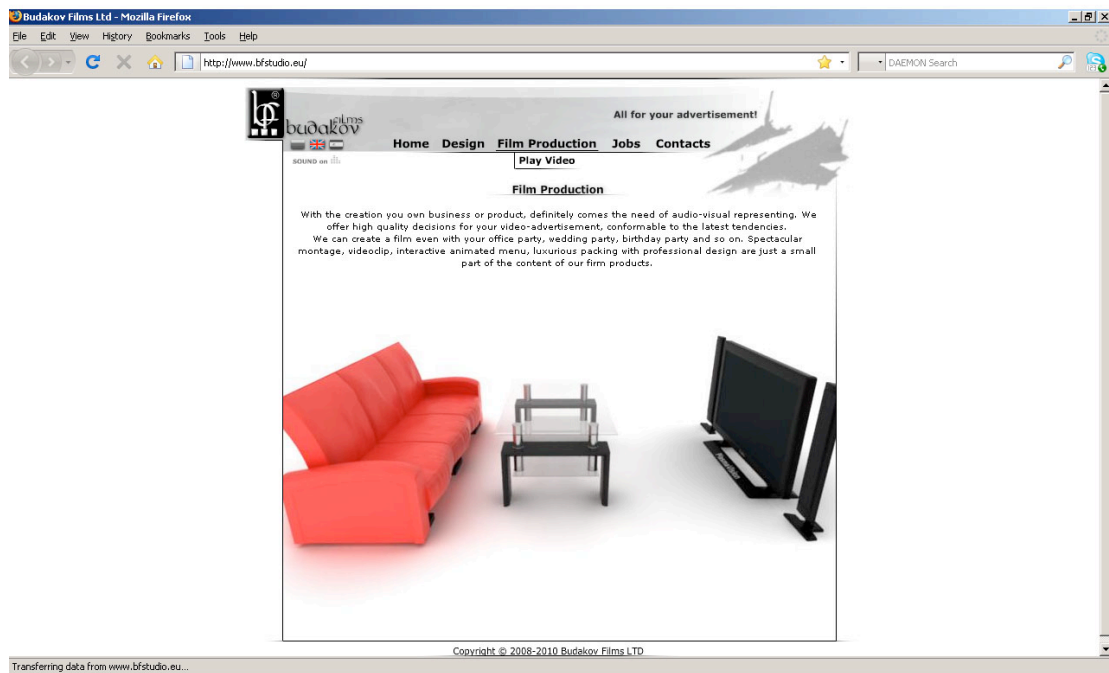 Budakov Films Ltd - Mozilla Firefox
File Edit View History Bookmarks Tools Help
http://www.bfstudio.eu/
DAEMON Search
bf ®
budakov films
All for your advertisement!
Home Design Film Production Jobs Contacts
SOUND on
Play Video
Film Production
With the creation you own business or product, definitely comes the need of audio-visual representing. We
offer high quality decisions for your video-advertisement, conformable to the latest tendencies.
We can create a film even with your office party, wedding party, birthday party and so on. Spectacular
montage, videoclip, interactive animated menu, luxurious packing with professional design are just a small
part of the content of our firm products.
Copyright © 2008-2010 Budakov Films LTD
Transferring data from www.bfstudio.eu...